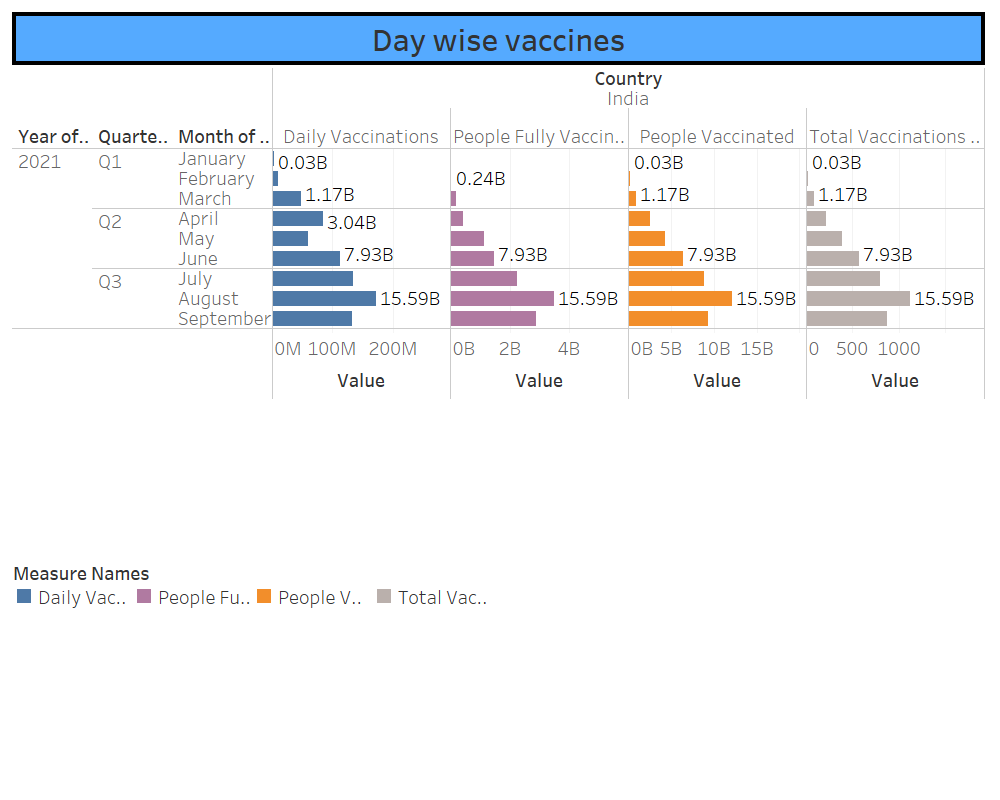 Day wise vaccines
Country
India
Year of.. Quarte.. Month of .. Daily Vaccinations People Fully Vaccin.. People Vaccinated Total Vaccinations ..
2021 Q1 January 0.03B 0.03B 0.03B
February 0.24B
March 1.17B 1.17B 1.17B
Q2 April 3.04B
May
June 7.93B 7.93B 7.93B 7.93B
Q3 July
August 15.59B 15.59B 15.59B 15.59B
September
0M 100M 200M 0B 2B 4B 0B 5B 10B 15B 0 500 1000
Value Value Value Value
Measure Names
Daily Vac.. People Fu.. People V.. Total Vac..